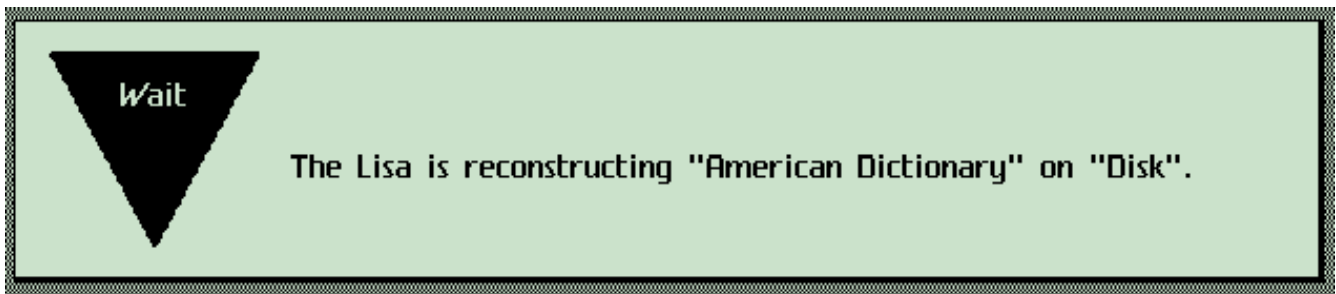 Wait
The Lisa is reconstructing "American Dictionary" on "Disk".